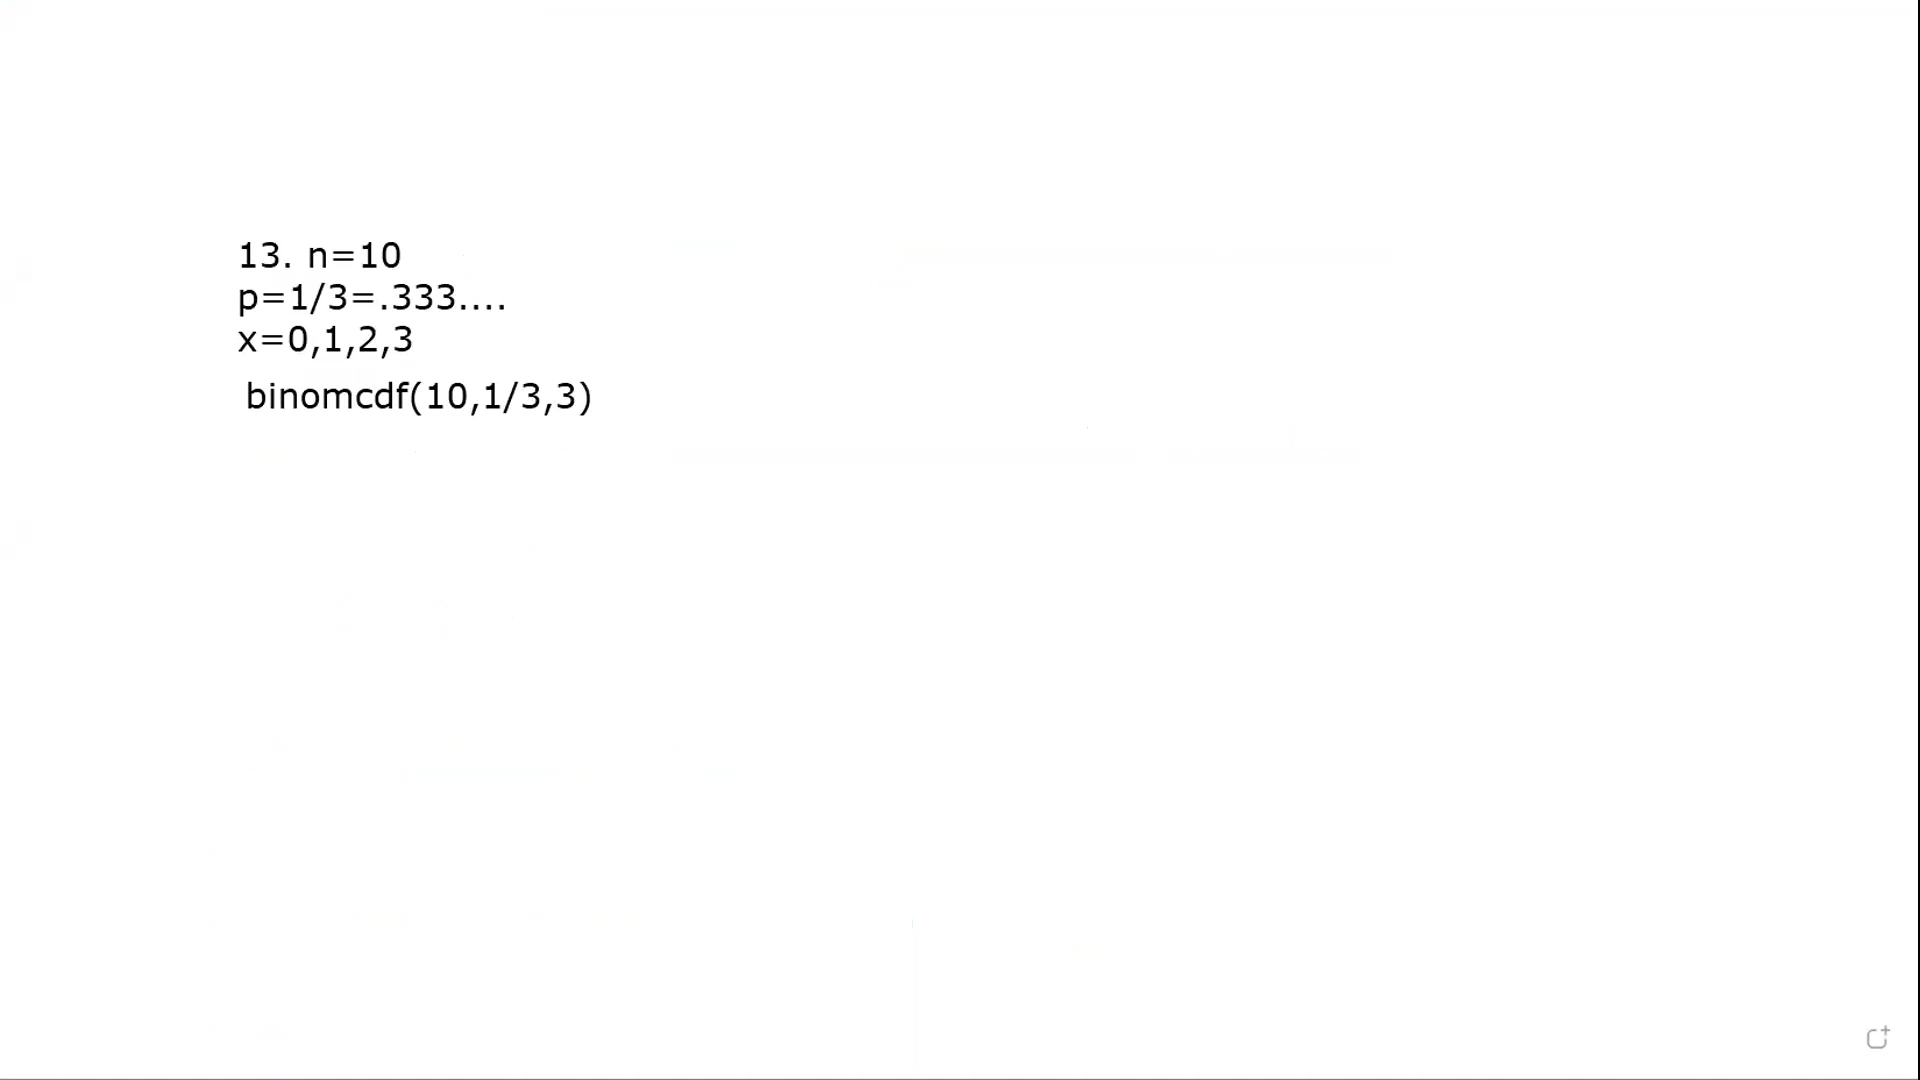 13. n=10
p=1/3=.333....
x=0,1,2,3
binomcdf(10,1/3,3)